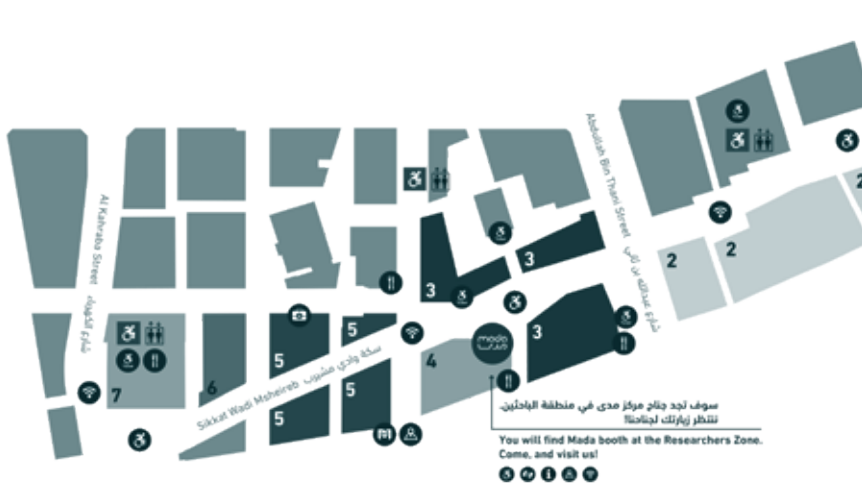 Al Kahraba Street شارع الكهرباء
Abdullah Bin Thani Street شارع عبدالله بن ثاني
2
2
2
3
3
3
mada
مدى
4
5
5
5
5
سكة وادي مشيرب
Sikkat Wadi Msheireb
6
7
سوف تجد جناح مركز مدى في منطقة الباحثين.
ننتظر زيارتك لجناحنا!
You will find Mada booth at the Researchers Zone.
Come, and visit us!